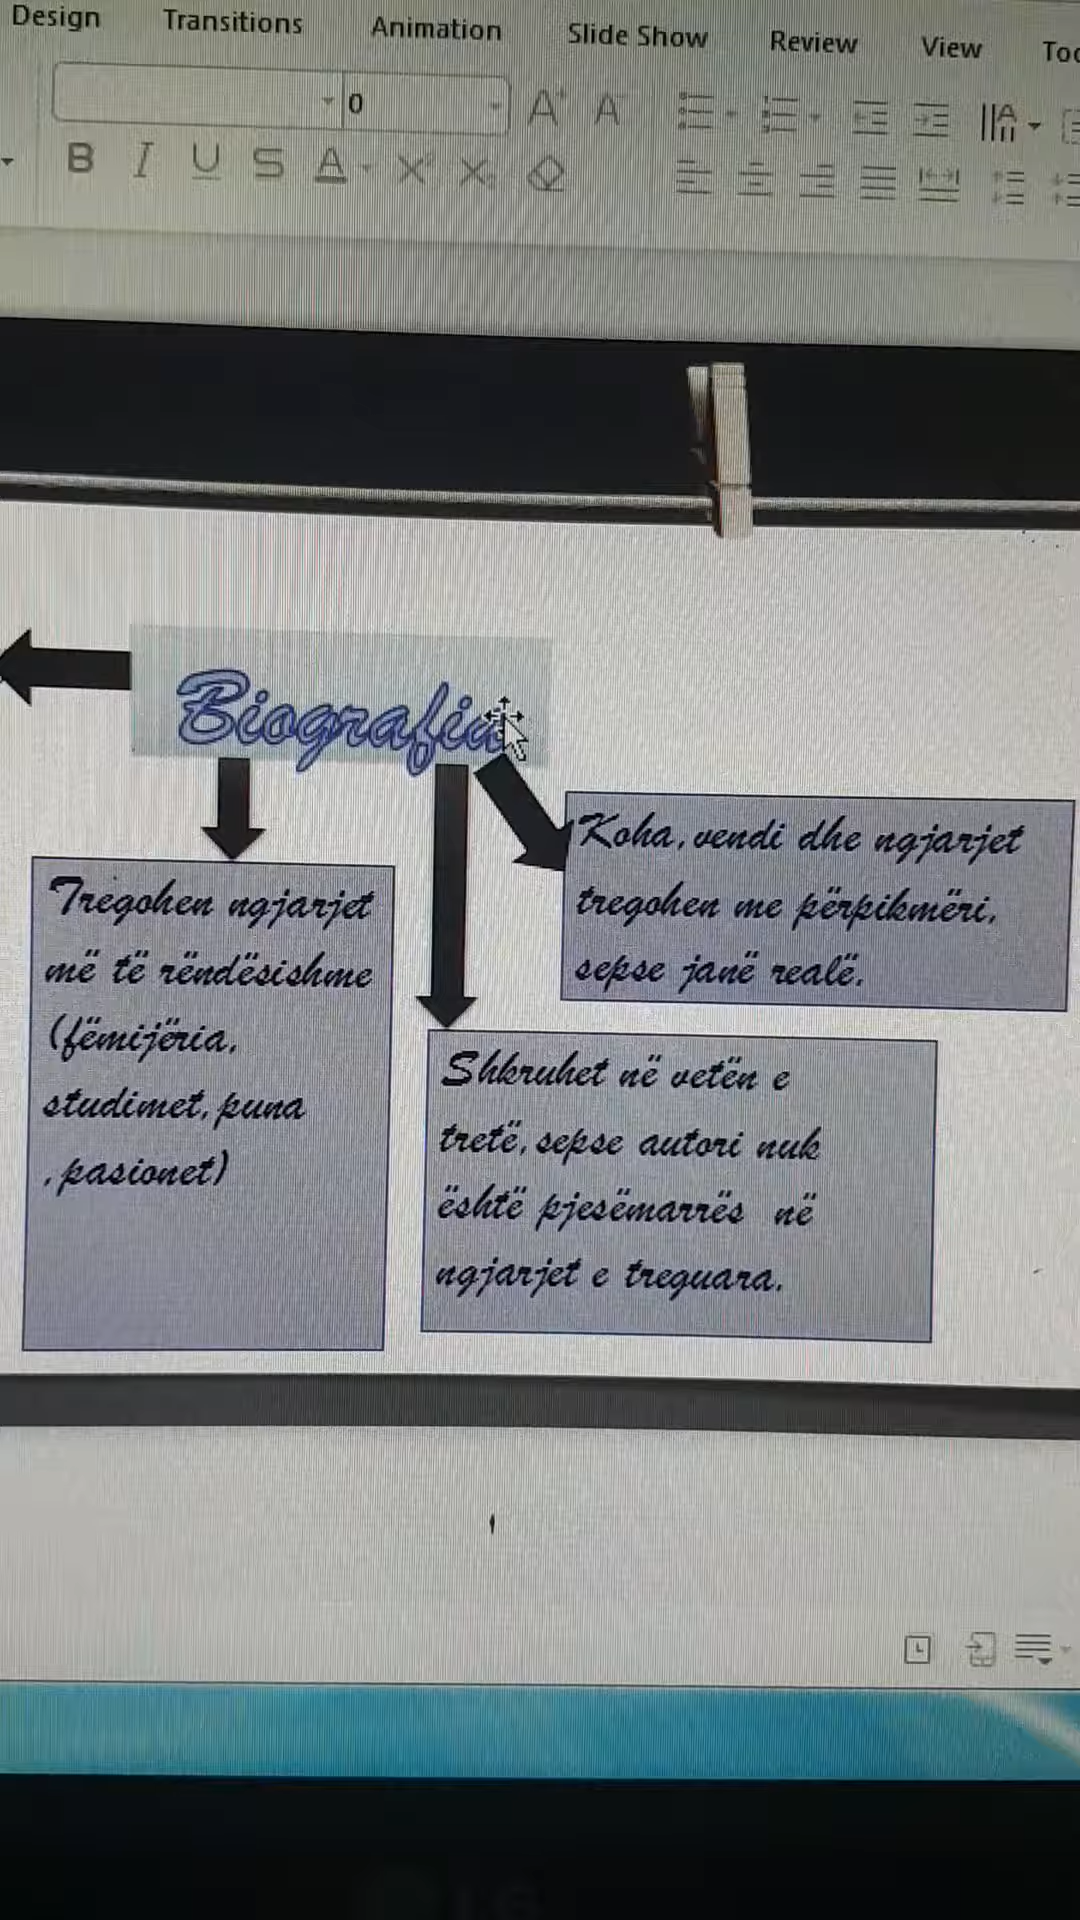 Design Transitions Animation Slide Show Review View
0
B I U S A X X
Biografia
Koha, vendi dhe ngjarjet
tregohen me përpikmëri,
sepse janë realë.
Tregohen ngjarjet
më të rëndësishme
(fëmijëria,
studimet, puna
, pasionet)
Shkruhet në vetën e
tretë, sepse autori nuk
është pjesëmarrës në
ngjarjet e treguara.